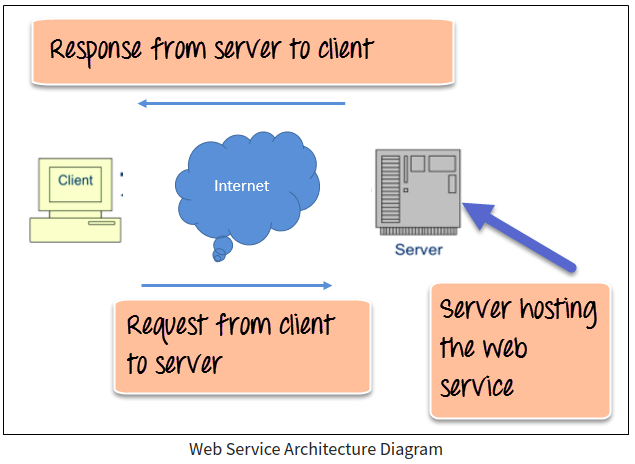 Response from server to client
Client
Internet
Server
Request from client
to server
Server hosting
the web
service
Web Service Architecture Diagram